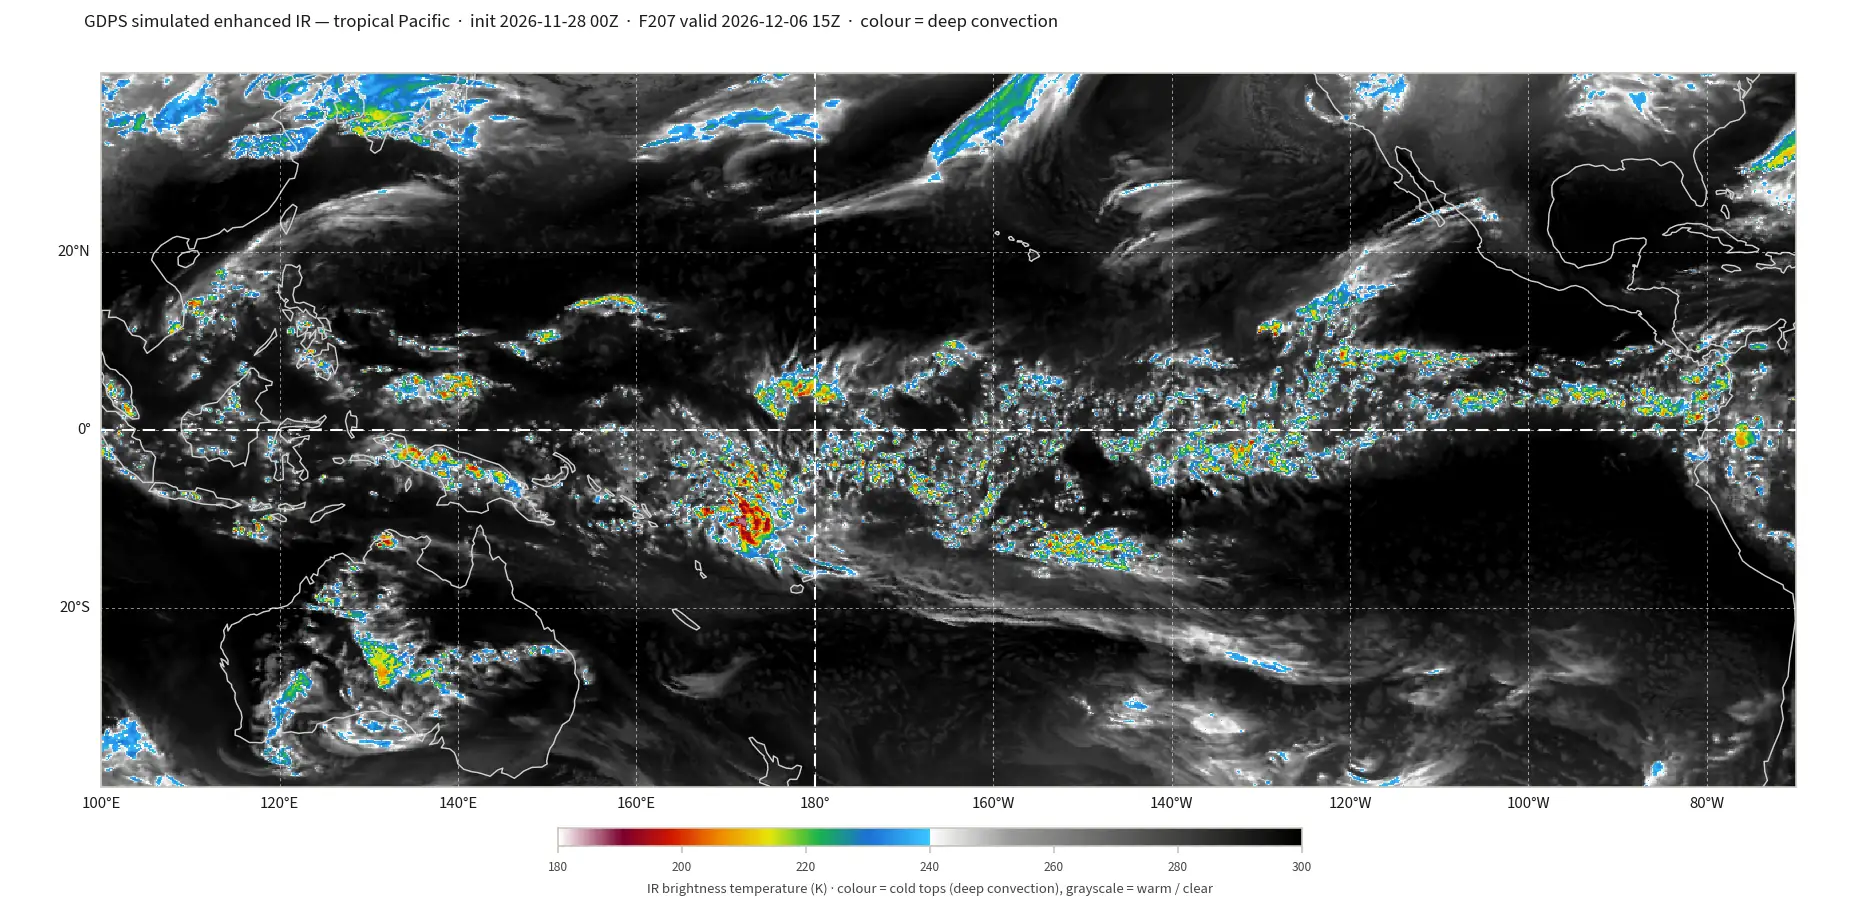 GDPS simulated enhanced IR — tropical Pacific · init 2026-11-28 00Z · F207 valid 2026-12-06 15Z · colour = deep convection
20°N
0°
20°S
100°E 120°E 140°E 160°E 180° 160°W 140°W 120°W 100°W 80°W
180 200 220 240 260 280 300
IR brightness temperature (K) · colour = cold tops (deep convection), grayscale = warm / clear